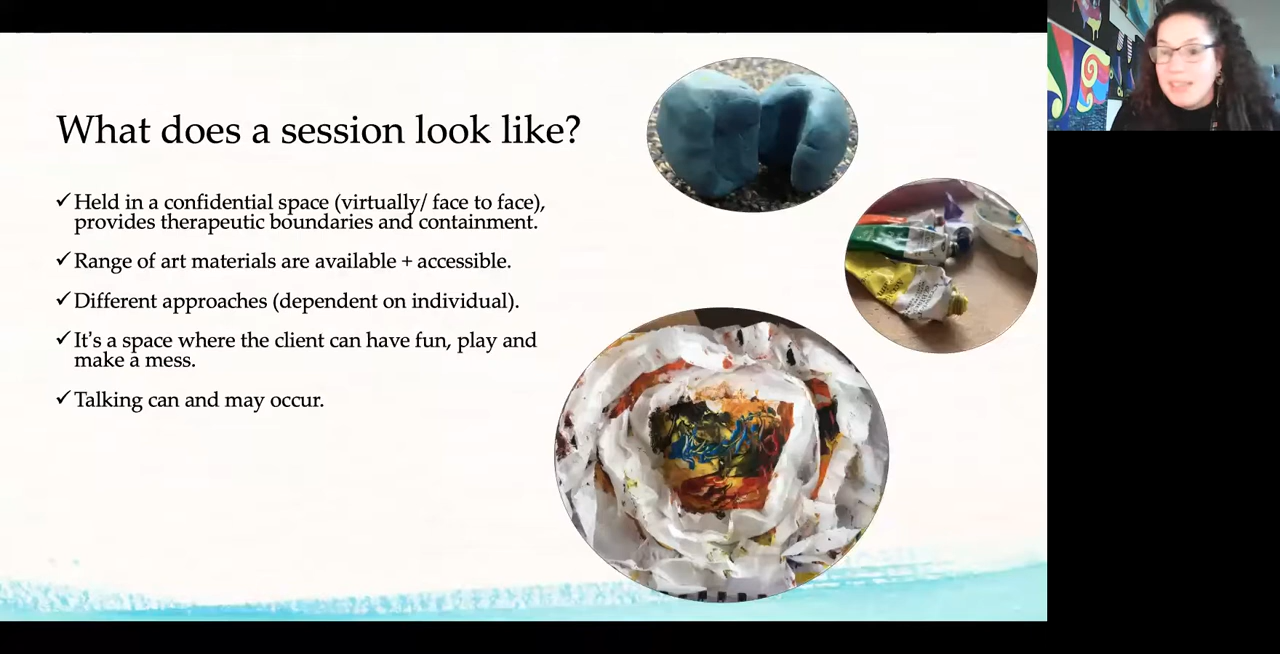 What does a session look like?
✓ Held in a confidential space (virtually/ face to face),
provides therapeutic boundaries and containment.
✓ Range of art materials are available + accessible.
✓ Different approaches (dependent on individual).
✓ It's a space where the client can have fun, play and
make a mess.
✓ Talking can and may occur.